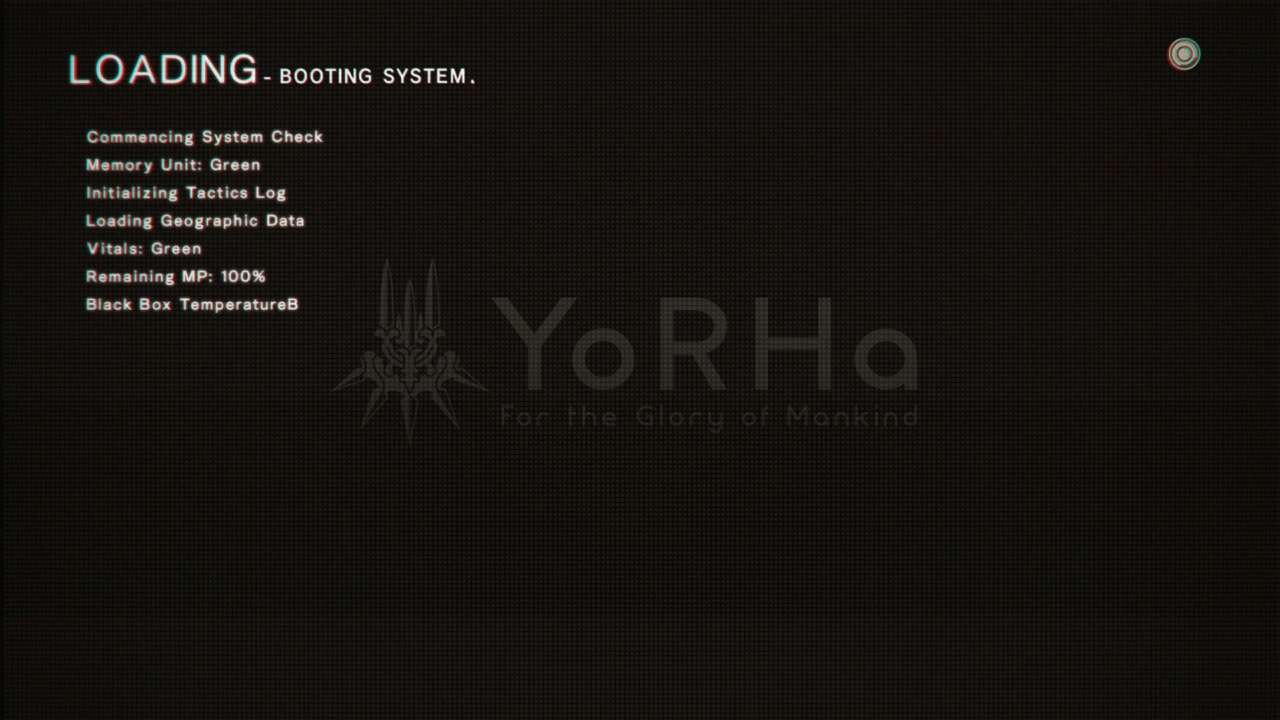 LOADING - BOOTING SYSTEM.
Commencing System Check
Memory Unit: Green
Initializing Tactics Log
Loading Geographic Data
Vitals: Green
Remaining MP: 100%
Black Box TemperatureB
YoRHa
For the Glory of Mankind